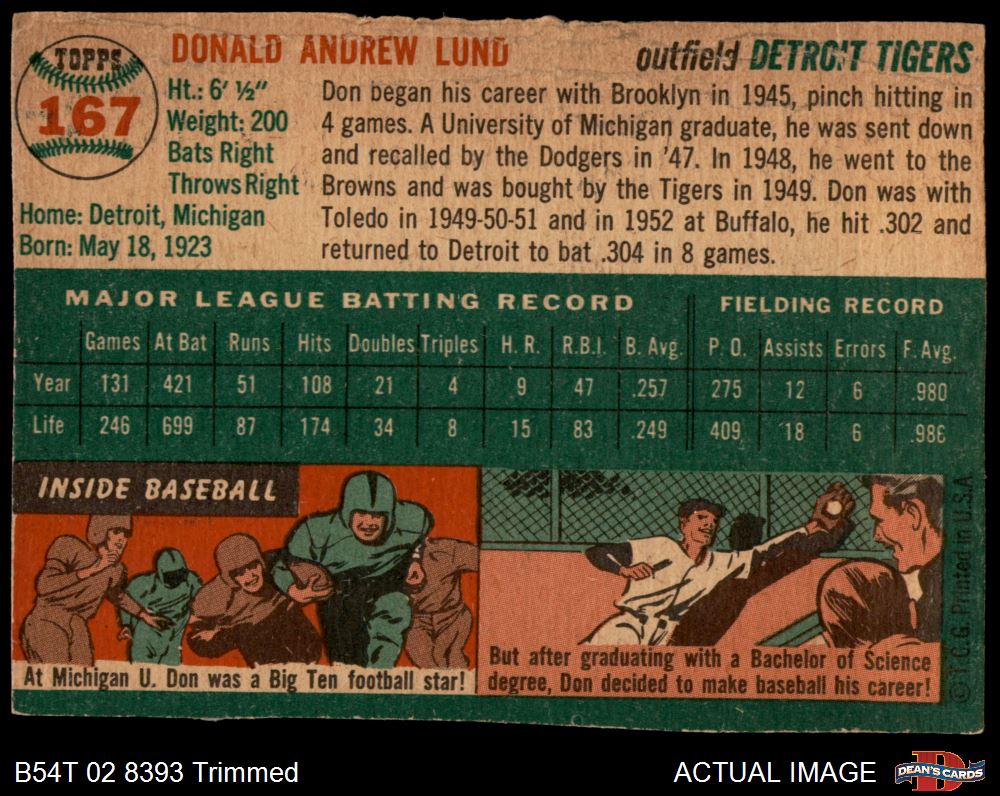 TOPPS
167
DONALD ANDREW LUND
outfield DETROIT TIGERS
Ht.: 6' ½"
Weight: 200
Bats Right
Throws Right
Home: Detroit, Michigan
Born: May 18, 1923
Don began his career with Brooklyn in 1945, pinch hitting in
4 games. A University of Michigan graduate, he was sent down
and recalled by the Dodgers in '47. In 1948, he went to the
Browns and was bought by the Tigers in 1949. Don was with
Toledo in 1949-50-51 and in 1952 at Buffalo, he hit .302 and
returned to Detroit to bat .304 in 8 games.
MAJOR LEAGUE BATTING RECORD FIELDING RECORD
Games At Bat Runs Hits Doubles Triples H. R. R.B.I. B. Avg. P. O. Assists Errors F. Avg.
Year 131 421 51 108 21 4 9 47 .257 275 12 6 .980
Life 246 699 87 174 34 8 15 83 .249 409 18 6 .986
INSIDE BASEBALL
At Michigan U. Don was a Big Ten football star!
But after graduating with a Bachelor of Science
degree, Don decided to make baseball his career!
© T. C. G. Printed in U.S.A
B54T 02 8393 Trimmed
ACTUAL IMAGE
D
DEAN'S CARDS